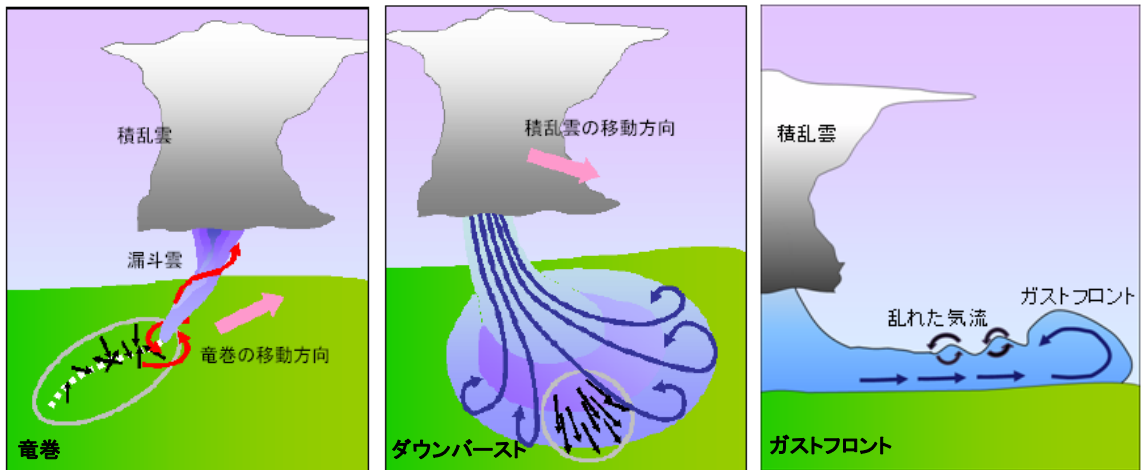 積乱雲
漏斗雲
竜巻の移動方向
竜巻
積乱雲の移動方向
ダウンバースト
積乱雲
ガストフロント
乱れた気流
ガストフロント